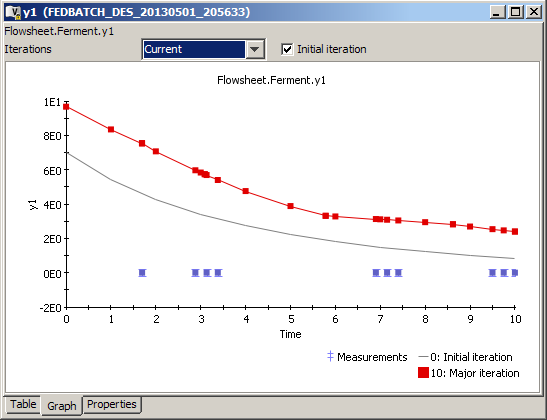 y1 (FEDBATCH_DES_20130501_205633)
Flowsheet.Ferment.y1
Iterations Current Initial iteration
Flowsheet.Ferment.y1
1E1
8E0
6E0
4E0
2E0
0E0
-2E0
y1
0 1 2 3 4 5 6 7 8 9 10
Time
Measurements 0: Initial iteration
10: Major iteration
Table Graph Properties